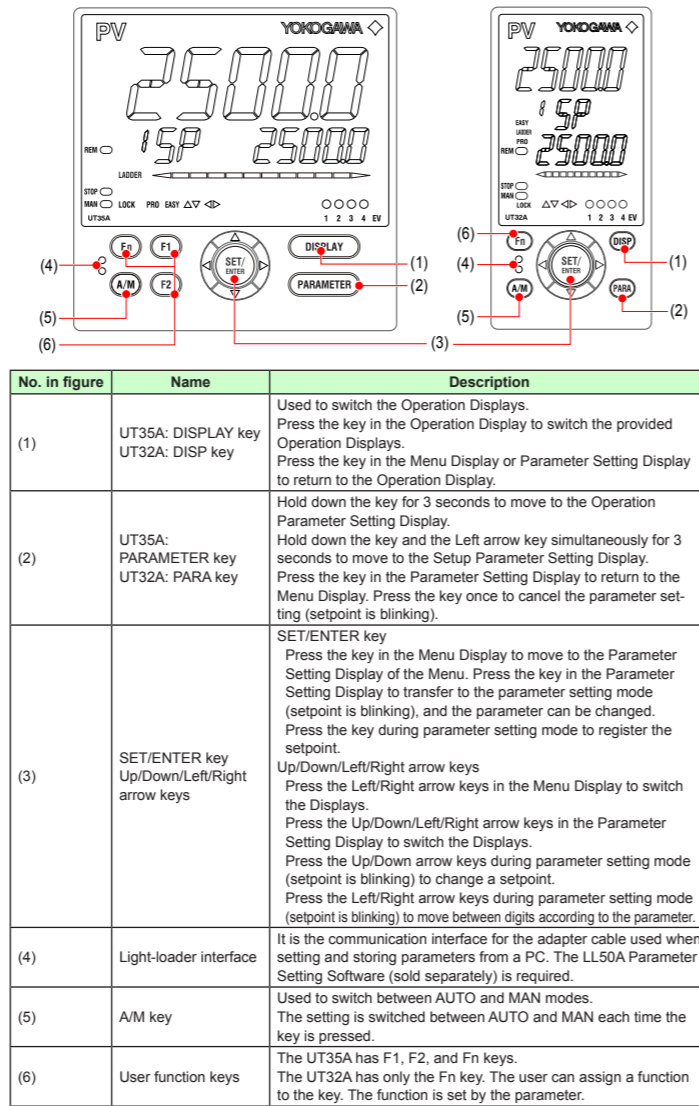 PV YOKOGAWA
25000
1 SP 25000
REM
LADDER
STOP
MAN LOCK PRO EASY
UT35A 1 2 3 4 EV
Fn F1 SET/ ENTER DISPLAY
A/M F2 PARAMETER
(4)
(1)
(2)
(5)
(6)
(3)
PV YOKOGAWA
25000
EASY 1 SP
LADDER
PRO
REM 25000
STOP
MAN
LOCK
UT32A 1 2 3 4 EV
(6) Fn SET/ ENTER DISP
(4) (1)
A/M PARA
(5) (2)
No. in figure Name Description
(1)
UT35A: DISPLAY key
UT32A: DISP key
Used to switch the Operation Displays.
Press the key in the Operation Display to switch the provided
Operation Displays.
Press the key in the Menu Display or Parameter Setting Display
to return to the Operation Display.
(2)
UT35A:
PARAMETER key
UT32A: PARA key
Hold down the key for 3 seconds to move to the Operation
Parameter Setting Display.
Hold down the key and the Left arrow key simultaneously for 3
seconds to move to the Setup Parameter Setting Display.
Press the key in the Parameter Setting Display to return to the
Menu Display. Press the key once to cancel the parameter set-
ting (setpoint is blinking).
(3)
SET/ENTER key
Up/Down/Left/Right
arrow keys
SET/ENTER key
Press the key in the Menu Display to move to the Parameter
Setting Display of the Menu. Press the key in the Parameter
Setting Display to transfer to the parameter setting mode
(setpoint is blinking), and the parameter can be changed.
Press the key during parameter setting mode to register the
setpoint.
Up/Down/Left/Right arrow keys
Press the Left/Right arrow keys in the Menu Display to switch
the Displays.
Press the Up/Down/Left/Right arrow keys in the Parameter
Setting Display to switch the Displays.
Press the Up/Down arrow keys during parameter setting mode
(setpoint is blinking) to change a setpoint.
Press the Left/Right arrow keys during parameter setting mode
(setpoint is blinking) to move between digits according to the parameter.
(4)
Light-loader interface
It is the communication interface for the adapter cable used when
setting and storing parameters from a PC. The LL50A Parameter
Setting Software (sold separately) is required.
(5)
A/M key
Used to switch between AUTO and MAN modes.
The setting is switched between AUTO and MAN each time the
key is pressed.
(6)
User function keys
The UT35A has F1, F2, and Fn keys.
The UT32A has only the Fn key. The user can assign a function
to the key. The function is set by the parameter.